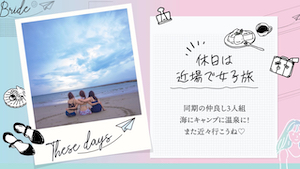 Bride
休日は
近場で女子旅
同期の仲良し3人組
海にキャンプに温泉に!
また近々行こうね♡
These days